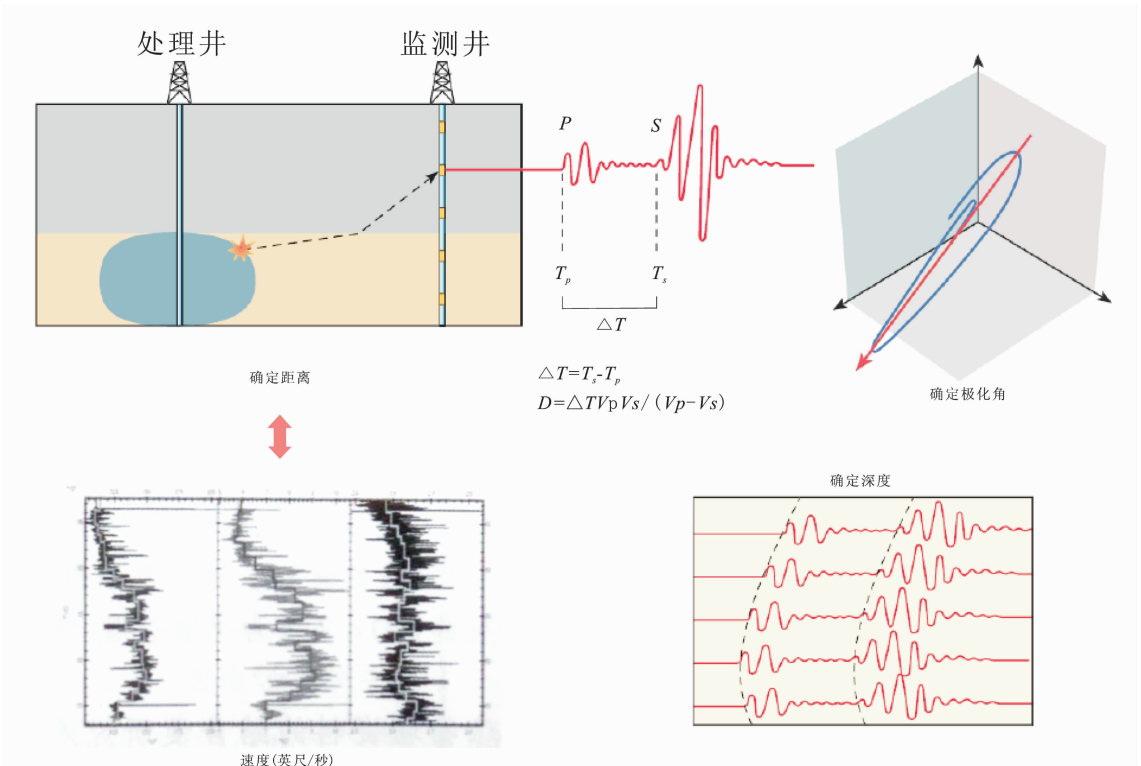 处理井
监测井
P
S
Tp
Ts
△T
确定距离
△T=Ts-Tp
D=△TVpVs/(Vp-Vs)
确定极化角
确定深度
速度(英尺/秒)